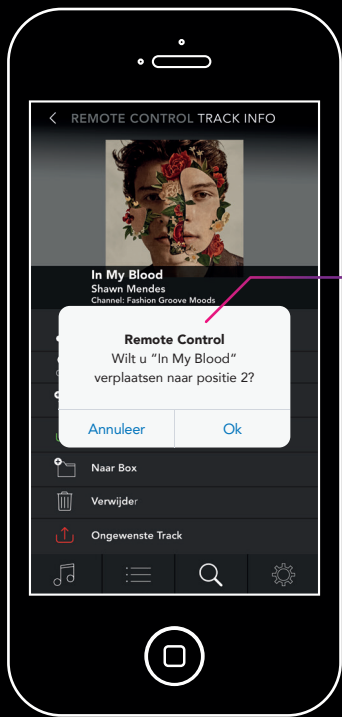 REMOTE CONTROL TRACK INFO
In My Blood
Shawn Mendes
Channel: Fashion Groove Moods
Remote Control
Wilt u “In My Blood”
verplaatsen naar positie 2?
Annuleer Ok
Naar Box
Verwijder
Ongewenste Track